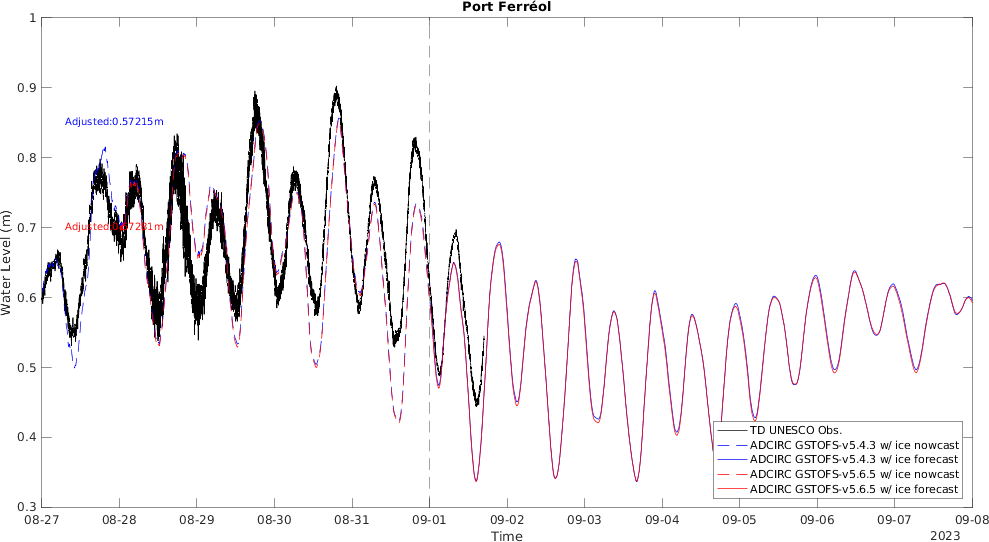 Port Ferréol
Water Level (m)
1
0.9
0.8
0.7
0.6
0.5
0.4
0.3
Adjusted:0.57215m
TD UNESCO Obs.
ADCIRC GSTOFS-v5.4.3 w/ ice nowcast
ADCIRC GSTOFS-v5.4.3 w/ ice forecast
ADCIRC GSTOFS-v5.6.5 w/ ice nowcast
ADCIRC GSTOFS-v5.6.5 w/ ice forecast
08-27 08-28 08-29 08-30 08-31 09-01 09-02 09-03 09-04 09-05 09-06 09-07 09-08
Time
2023